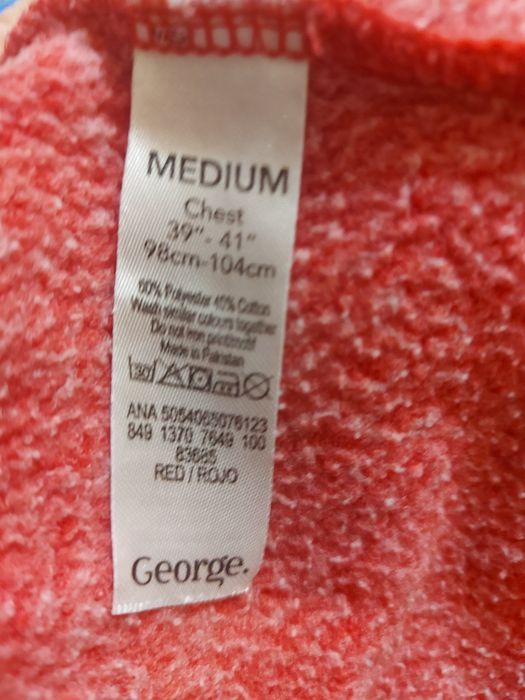 MEDIUM
Chest
39"- 41"
98cm-104cm
60% Polyester 40% Cotton
Wash similar colours together
Do not iron print/motif
Made in Pakistan
30
ANA 5054065076123
849 1370 7649 100
83685
RED / ROJO
George.